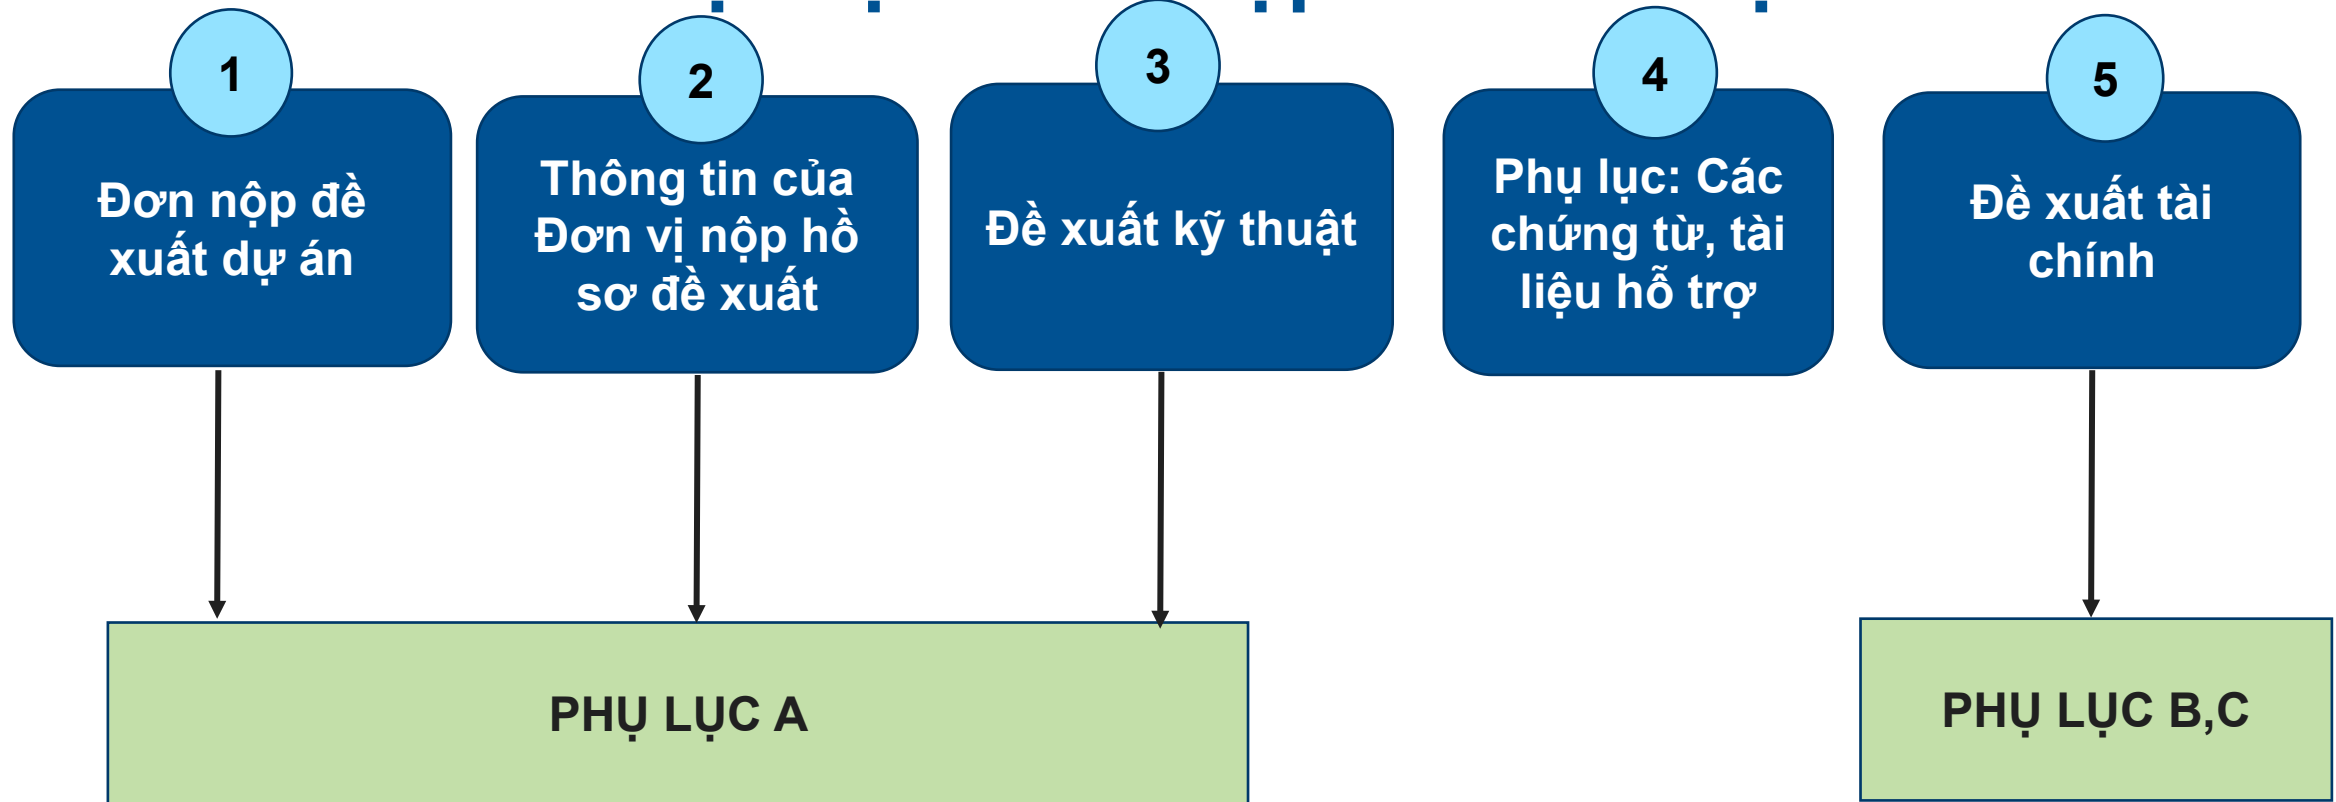 1
Đơn nộp đề
xuất dự án
2
Thông tin của
Đơn vị nộp hồ
sơ đề xuất
3
Đề xuất kỹ thuật
4
Phụ lục: Các
chứng từ, tài
liệu hỗ trợ
5
Đề xuất tài
chính
PHỤ LỤC A
PHỤ LỤC B,C